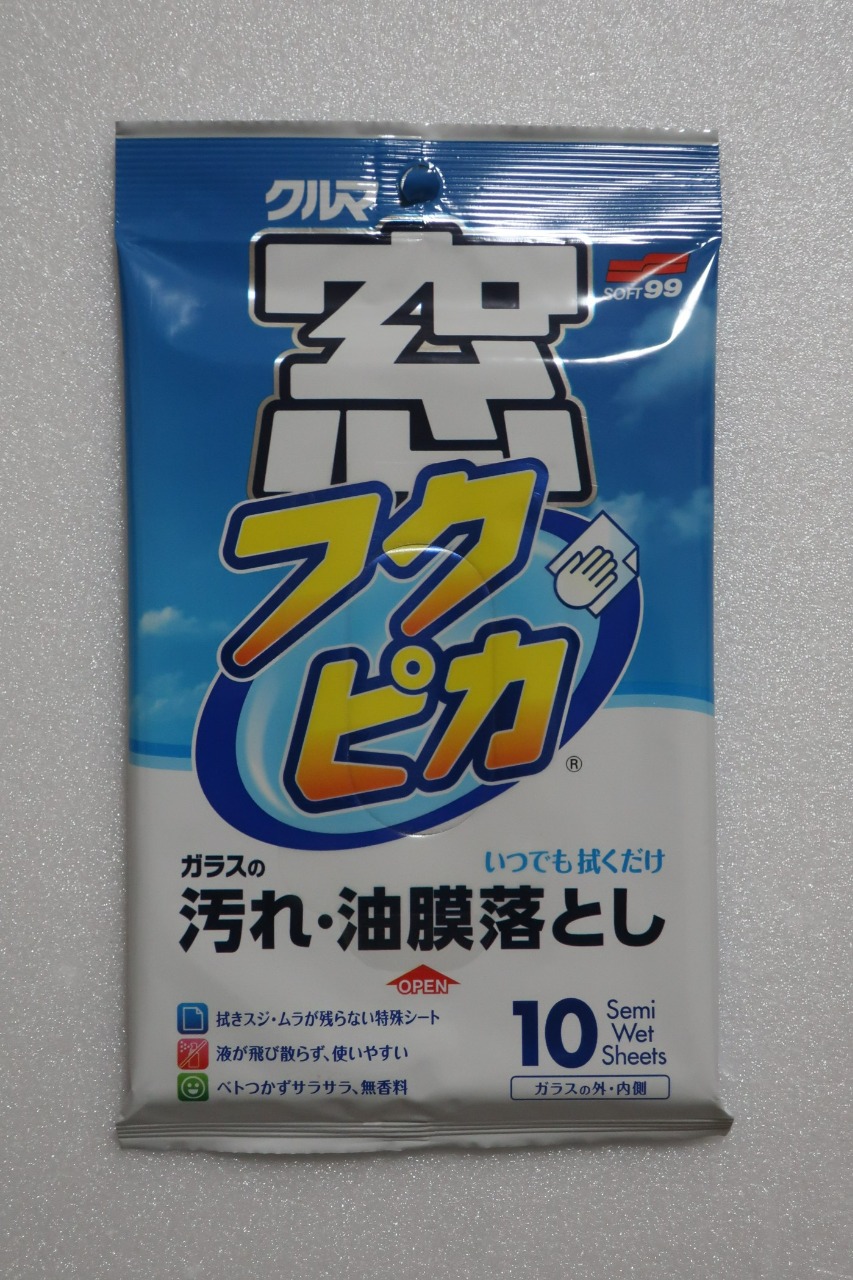 クルマ
窓
SOFT99
フク
ピカ
®
ガラスの
いつでも拭くだけ
汚れ・油膜落とし
OPEN
拭きスジ・ムラが残らない特殊シート
液が飛び散らず、使いやすい
ベトつかずサラサラ、無香料
10 Semi
Wet
Sheets
ガラスの外・内側